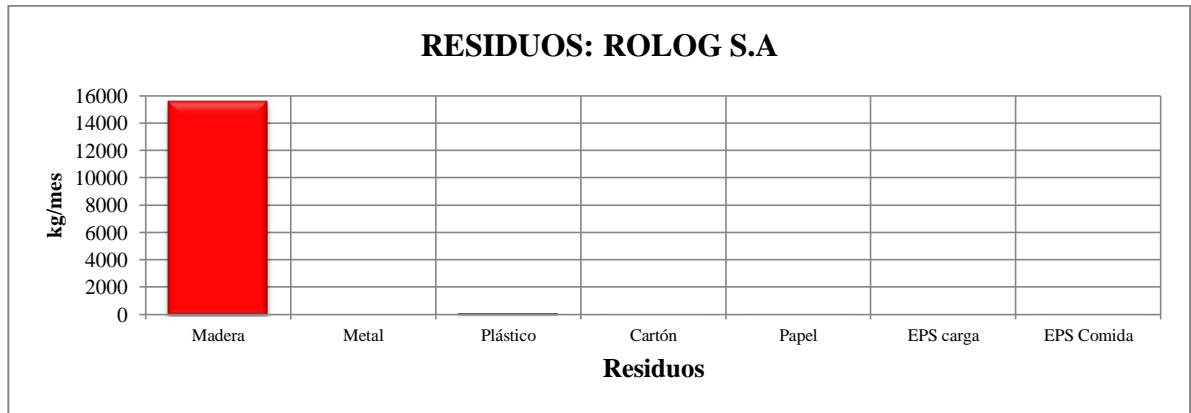 RESIDUOS: ROLOG S.A
16000
14000
12000
10000
8000
6000
4000
2000
0
kg/mes
Madera Metal Plástico Cartón Papel EPS carga EPS Comida
Residuos